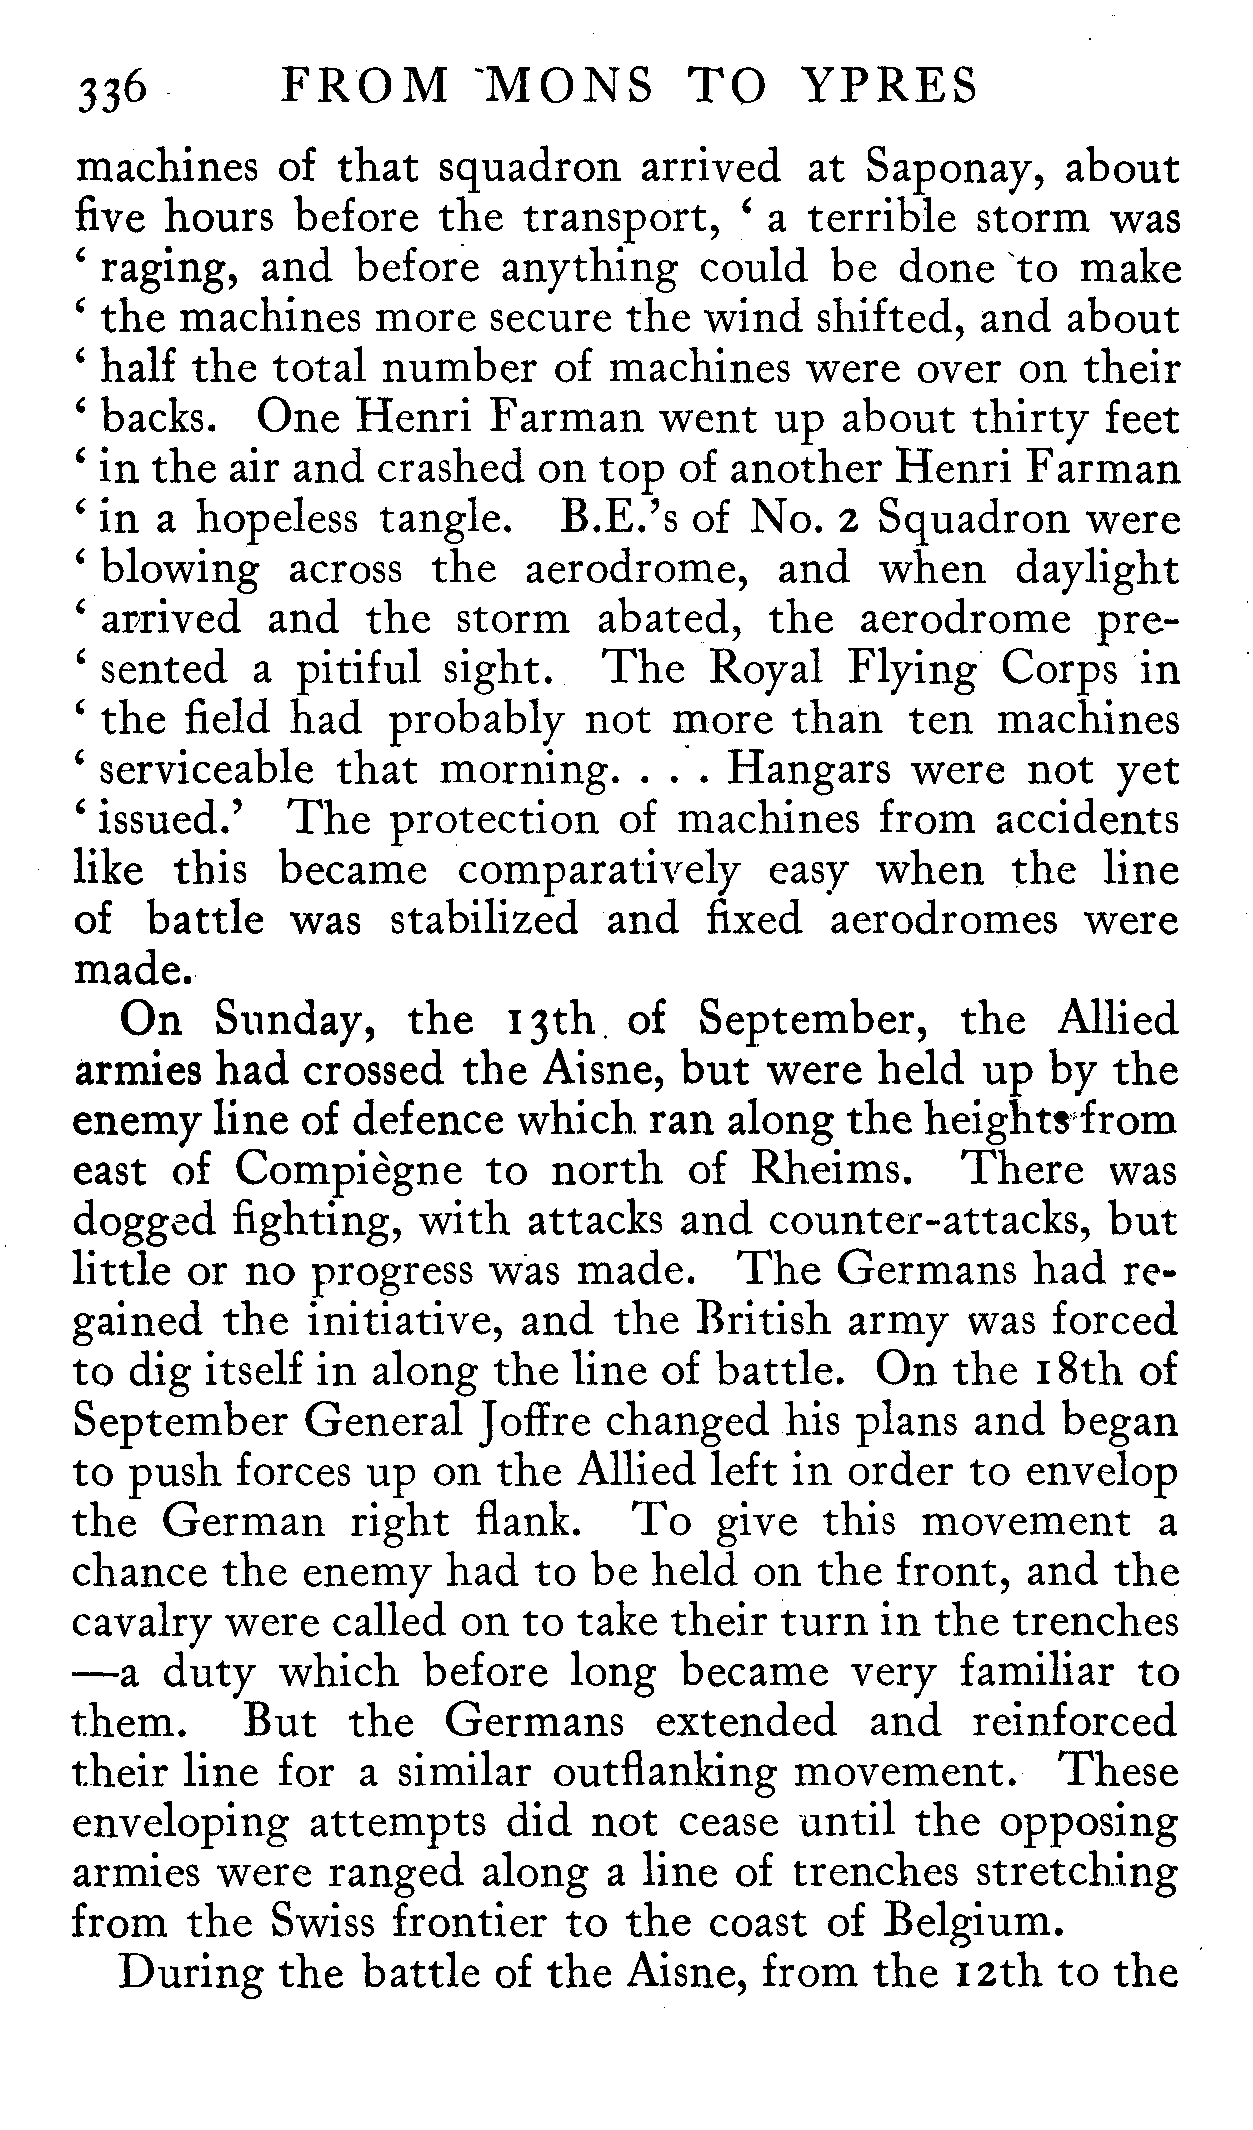 336 FROM MONS TO YPRES
machines of that squadron arrived at Saponay, about
five hours before the transport, ‘ a terrible storm was
‘ raging, and before anything could be done to make
‘ the machines more secure the wind shifted, and about
‘ half the total number of machines were over on their
‘ backs. One Henri Farman went up about thirty feet
‘ in the air and crashed on top of another Henri Farman
‘ in a hopeless tangle. B.E.’s of No. 2 Squadron were
‘ blowing across the aerodrome, and when daylight
‘ arrived and the storm abated, the aerodrome pre-
‘ sented a pitiful sight. The Royal Flying Corps in
‘ the field had probably not more than ten machines
‘ serviceable that morning. . . . Hangars were not yet
‘ issued.’ The protection of machines from accidents
like this became comparatively easy when the line
of battle was stabilized and fixed aerodromes were
made.
On Sunday, the 13th of September, the Allied
armies had crossed the Aisne, but were held up by the
enemy line of defence which ran along the heights from
east of Compiègne to north of Rheims. There was
dogged fighting, with attacks and counter-attacks, but
little or no progress was made. The Germans had re-
gained the initiative, and the British army was forced
to dig itself in along the line of battle. On the 18th of
September General Joffre changed his plans and began
to push forces up on the Allied left in order to envelop
the German right flank. To give this movement a
chance the enemy had to be held on the front, and the
cavalry were called on to take their turn in the trenches
—a duty which before long became very familiar to
them. But the Germans extended and reinforced
their line for a similar outflanking movement. These
enveloping attempts did not cease until the opposing
armies were ranged along a line of trenches stretching
from the Swiss frontier to the coast of Belgium.
During the battle of the Aisne, from the 12th to the